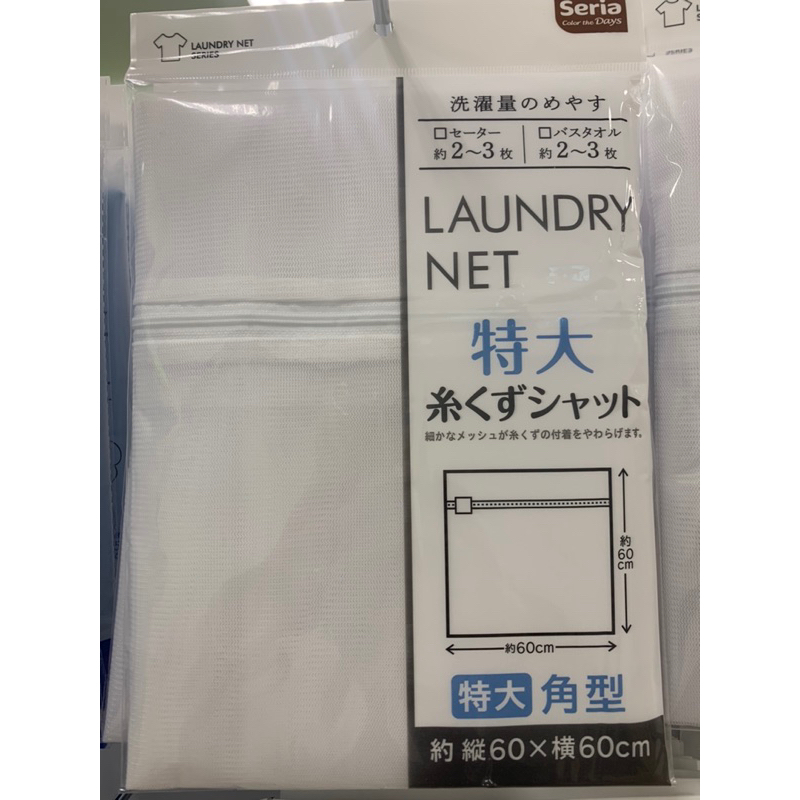 LAUNDRY NET
SERIES
Seria
Color the Days
洗濯量のめやす
□セーター
約2〜3枚
□バスタオル
約2〜3枚
LAUNDRY
NET
特大
糸くずシャット
細かなメッシュが糸くずの付着をやわらげます。
約
60
cm
約60cm
特大 角型
約 縦60×横60cm